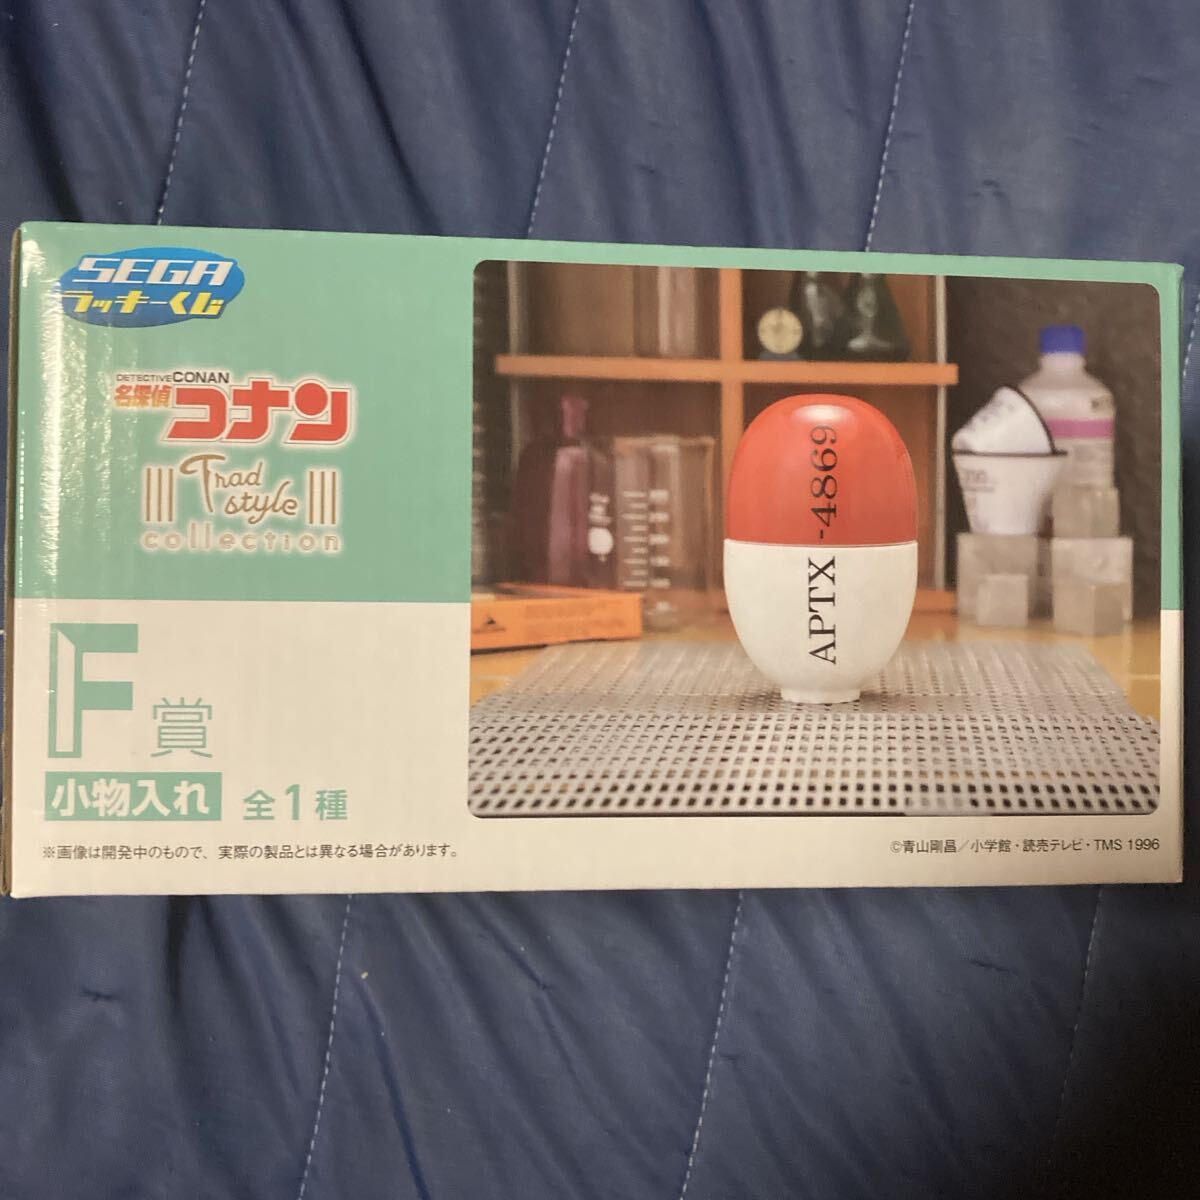 SEGA
ラッキーくじ
DETECTIVE CONAN
名探偵
コナン
Trad
style
collection
F賞
小物入れ 全1種
※画像は開発中のもので、実際の製品とは異なる場合があります。
APTX-4869
©青山剛昌/小学館・読売テレビ・TMS 1996